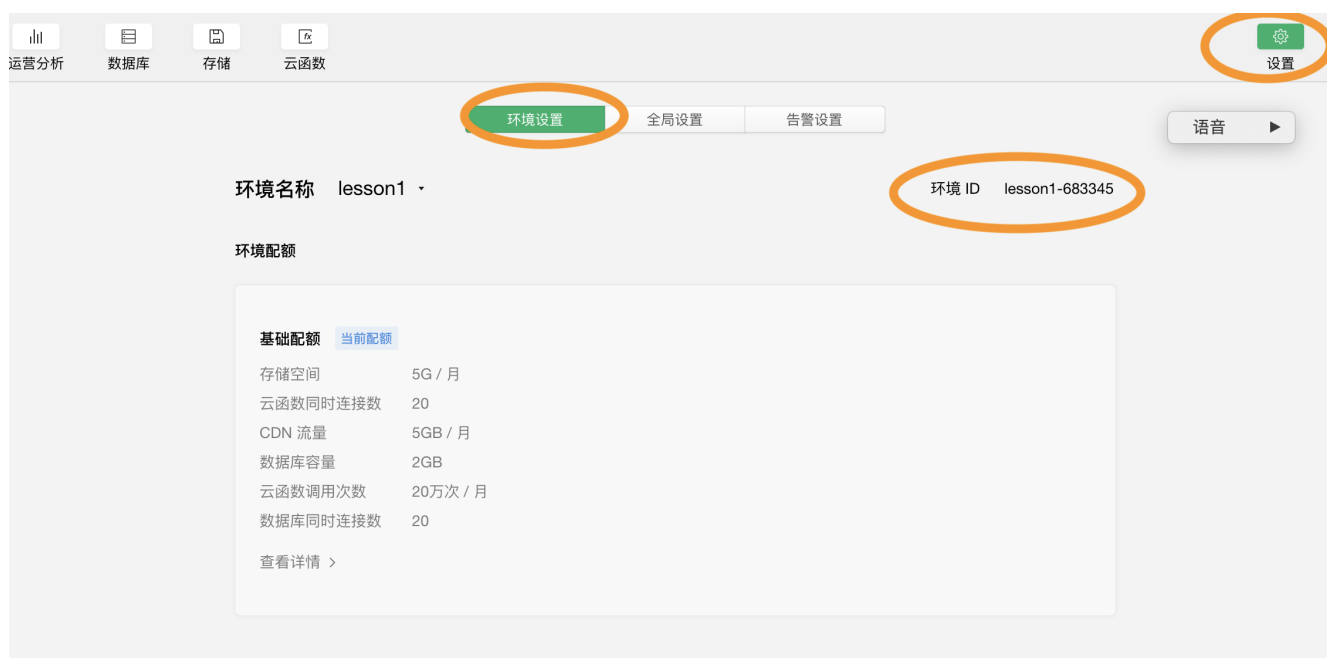 运营分析 数据库 存储 云函数 设置
环境设置 全局设置 告警设置
语音
环境名称 lesson1 环境 ID lesson1-683345
环境配额
基础配额 当前配额
存储空间 5G / 月
云函数同时连接数 20
CDN 流量 5GB / 月
数据库容量 2GB
云函数调用次数 20万次 / 月
数据库同时连接数 20
查看详情 >